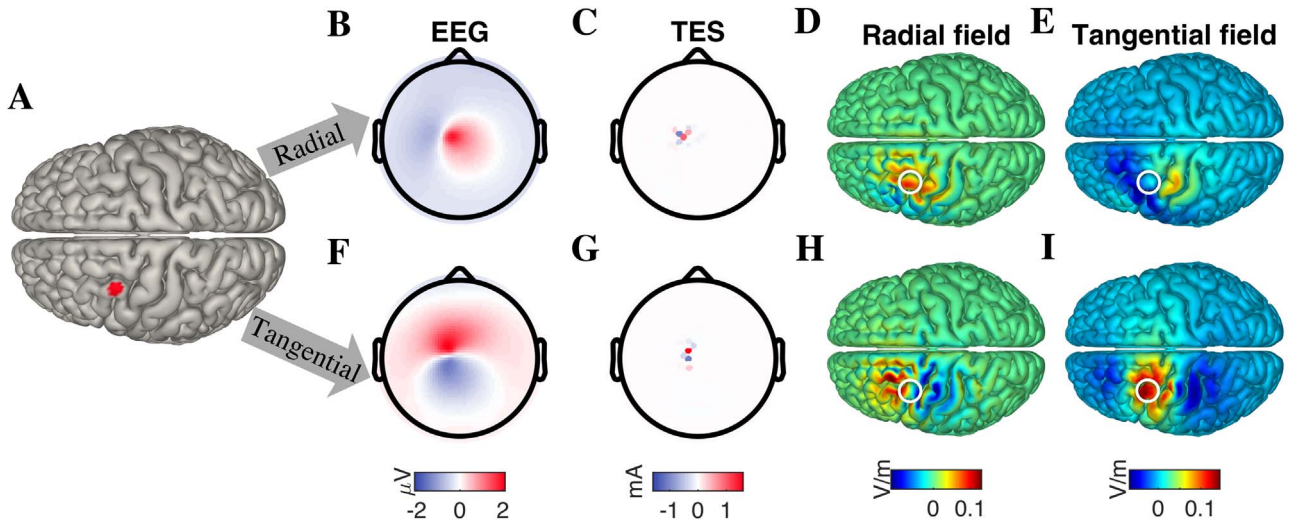 B
EEG
C
TES
D
Radial field
E
Tangential field
A
Radial
Tangential
F
G
H
I
μV
-2 0 2
mA
-1 0 1
V/m
0 0.1
V/m
0 0.1